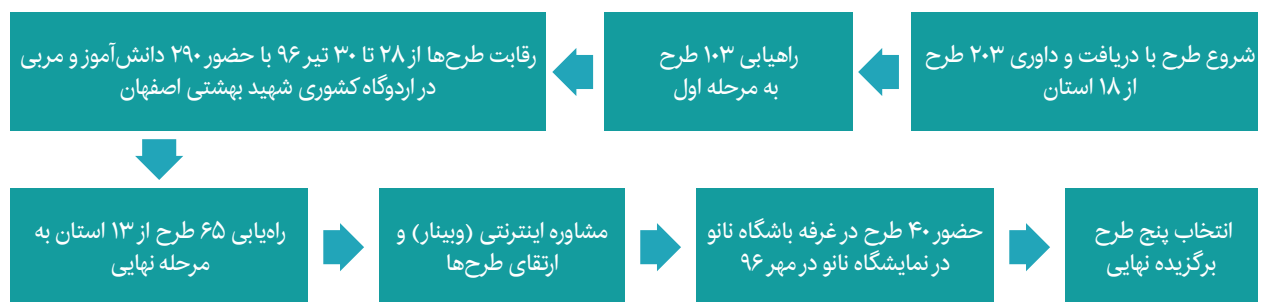 شروع طرح با دریافت و داوری ۲۰۳ طرح
از ۱۸ استان
راهیابی ۱۰۳ طرح
به مرحله اول
رقابت طرح‌ها از ۲۸ تا ۳۰ تیر ۹۶ با حضور ۲۹۰ دانش‌آموز و مربی
در اردوگاه کشوری شهید بهشتی اصفهان
راه‌یابی ۶۵ طرح از ۱۳ استان به
مرحله نهایی
مشاوره اینترنتی (وبینار) و
ارتقای طرح‌ها
حضور ۴۰ طرح در غرفه باشگاه نانو
در نمایشگاه نانو در مهر ۹۶
انتخاب پنج طرح
برگزیده نهایی